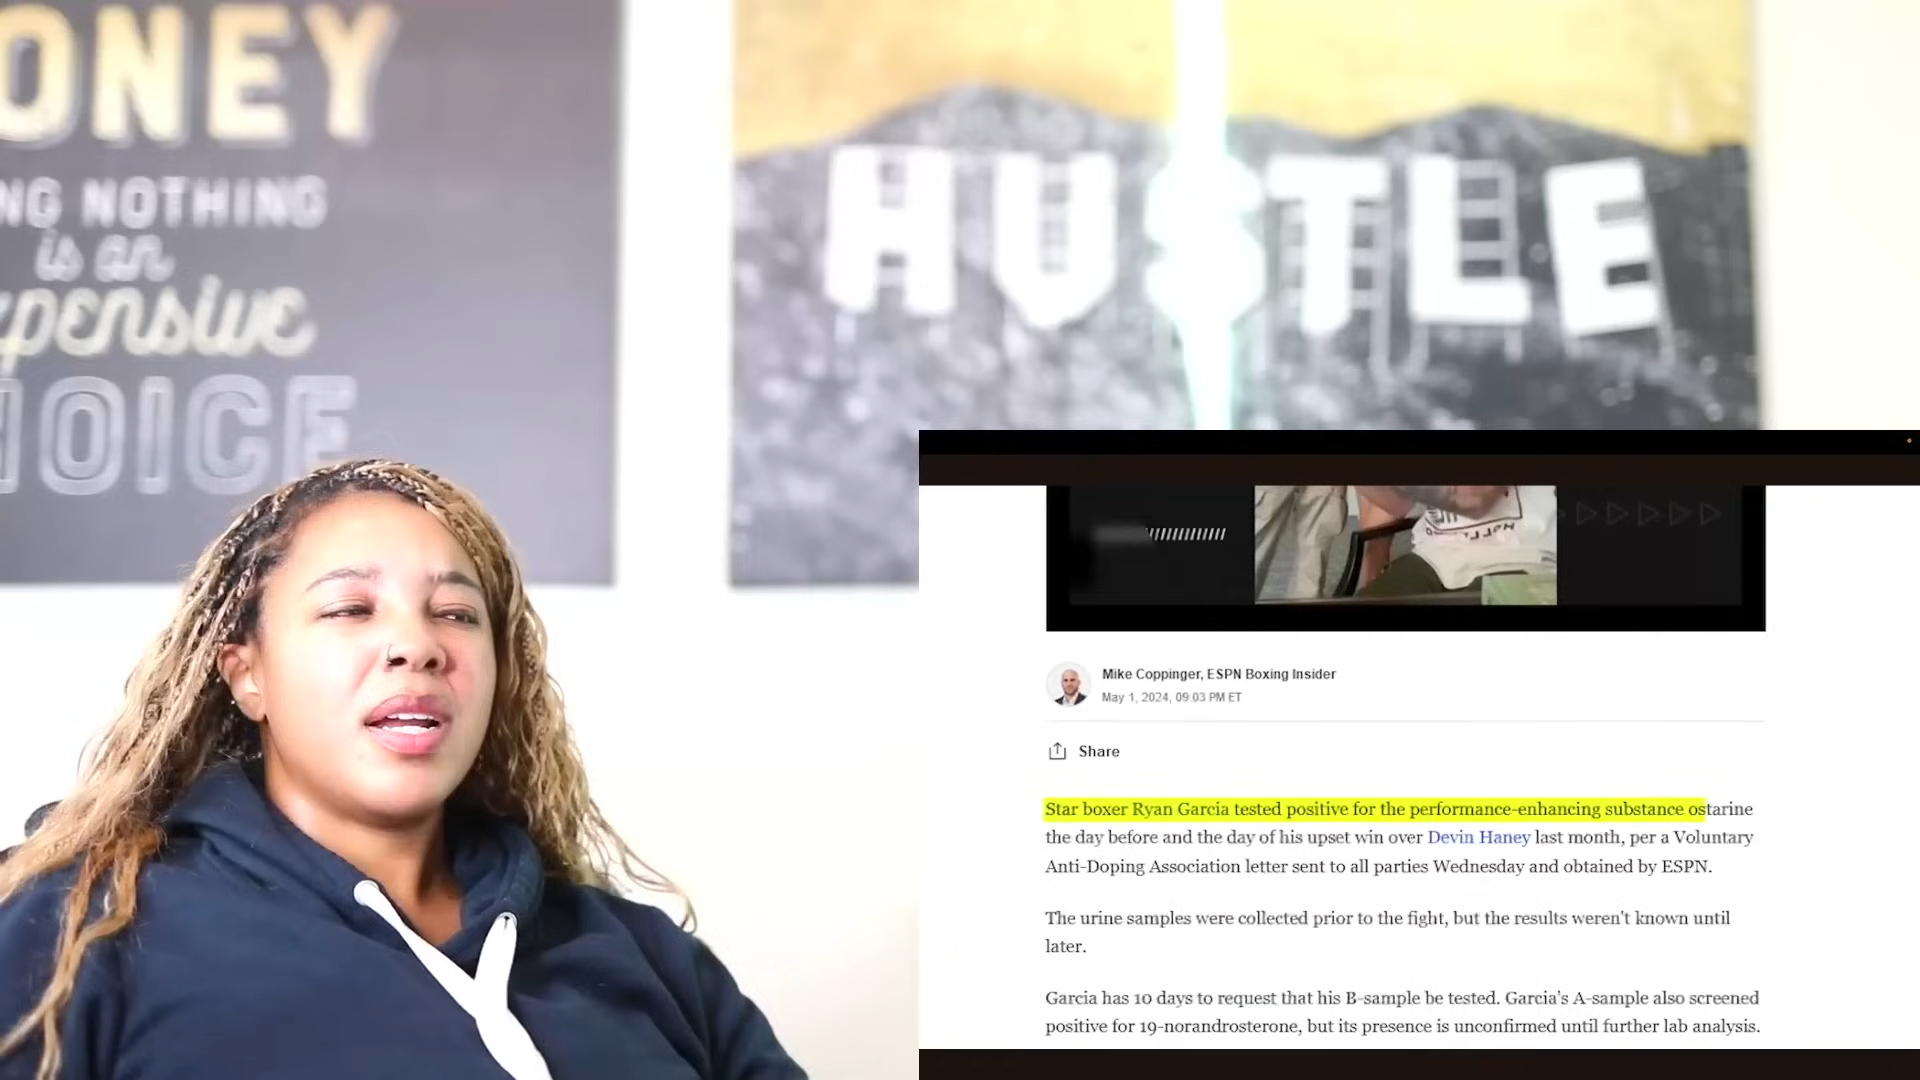 ONEY
NG NOTHING
is an
xpensive
HOICE
HU$TLE
Mike Coppinger, ESPN Boxing Insider
May 1, 2024, 09:03 PM ET
Share
Star boxer Ryan Garcia tested positive for the performance-enhancing substance ostarine
the day before and the day of his upset win over Devin Haney last month, per a Voluntary
Anti-Doping Association letter sent to all parties Wednesday and obtained by ESPN.
The urine samples were collected prior to the fight, but the results weren't known until
later.
Garcia has 10 days to request that his B-sample be tested. Garcia's A-sample also screened
positive for 19-norandrosterone, but its presence is unconfirmed until further lab analysis.